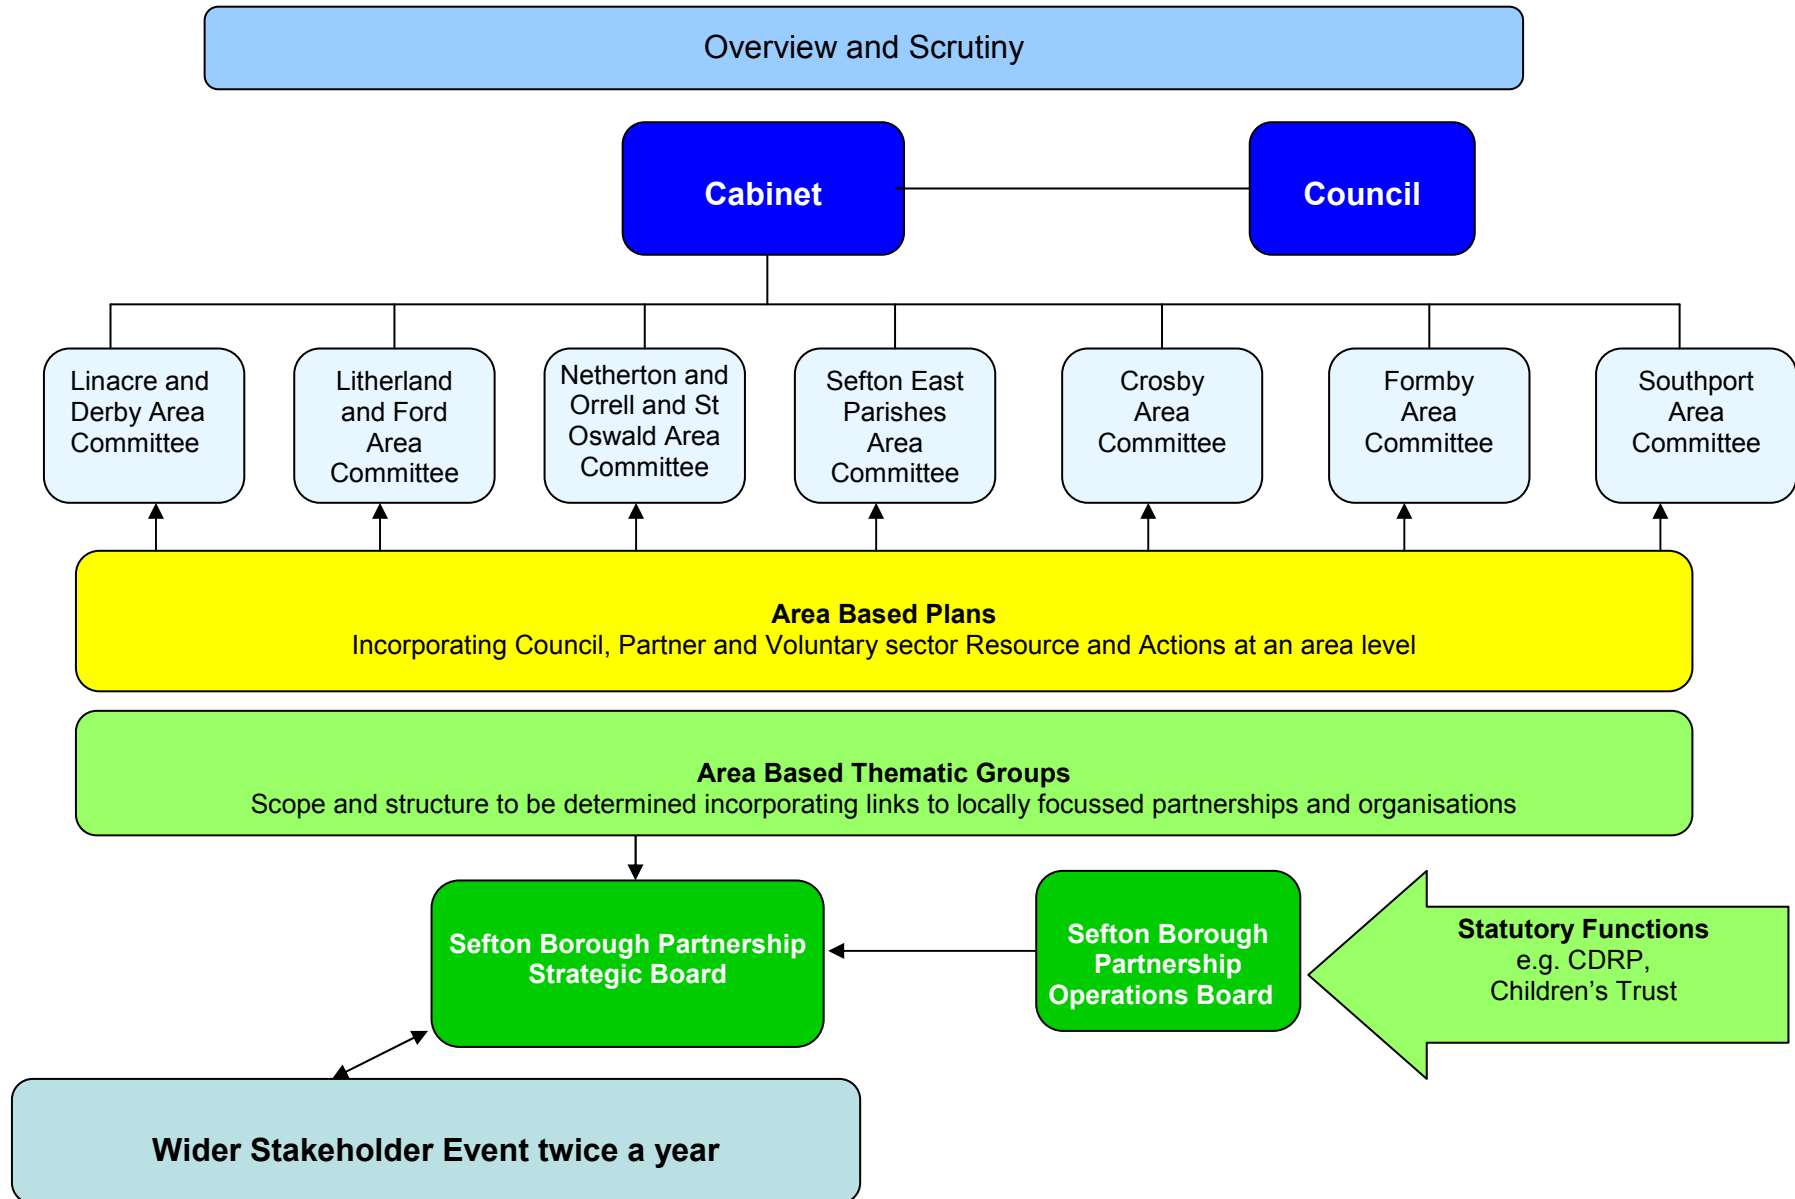 Overview and Scrutiny
Cabinet
Council
Linacre and
Derby Area
Committee
Litherland
and Ford
Area
Committee
Netherton and
Orrell and St
Oswald Area
Committee
Sefton East
Parishes
Area
Committee
Crosby
Area
Committee
Formby
Area
Committee
Southport
Area
Committee
Area Based Plans
Incorporating Council, Partner and Voluntary sector Resource and Actions at an area level
Area Based Thematic Groups
Scope and structure to be determined incorporating links to locally focussed partnerships and organisations
Sefton Borough Partnership
Strategic Board
Sefton Borough
Partnership
Operations Board
Statutory Functions
e.g. CDRP,
Children’s Trust
Wider Stakeholder Event twice a year